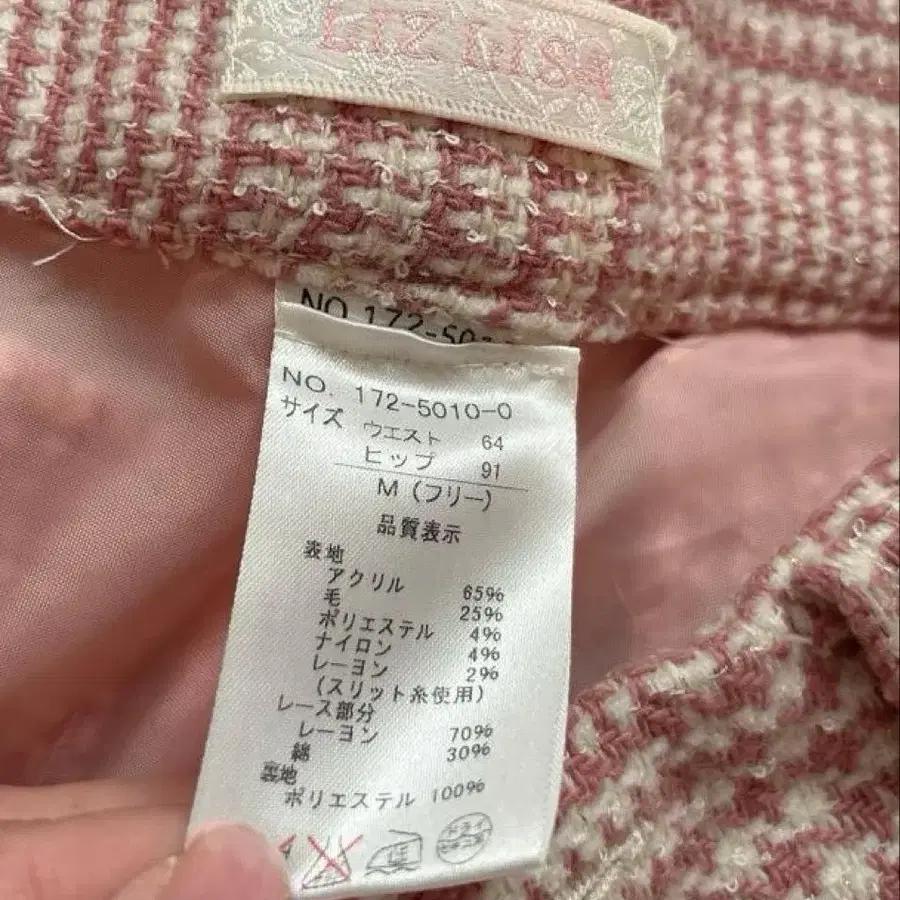 LIZ LISA
NO. 172-501
NO. 172-5010-0
サイズ ウエスト 64
ヒップ 91
M (フリー)
品質表示
表地
アクリル 65%
毛 25%
ポリエステル 4%
ナイロン 4%
レーヨン 2%
(スリット糸使用)
レース部分
レーヨン 70%
綿 30%
裏地
ポリエステル 100%
ドライ